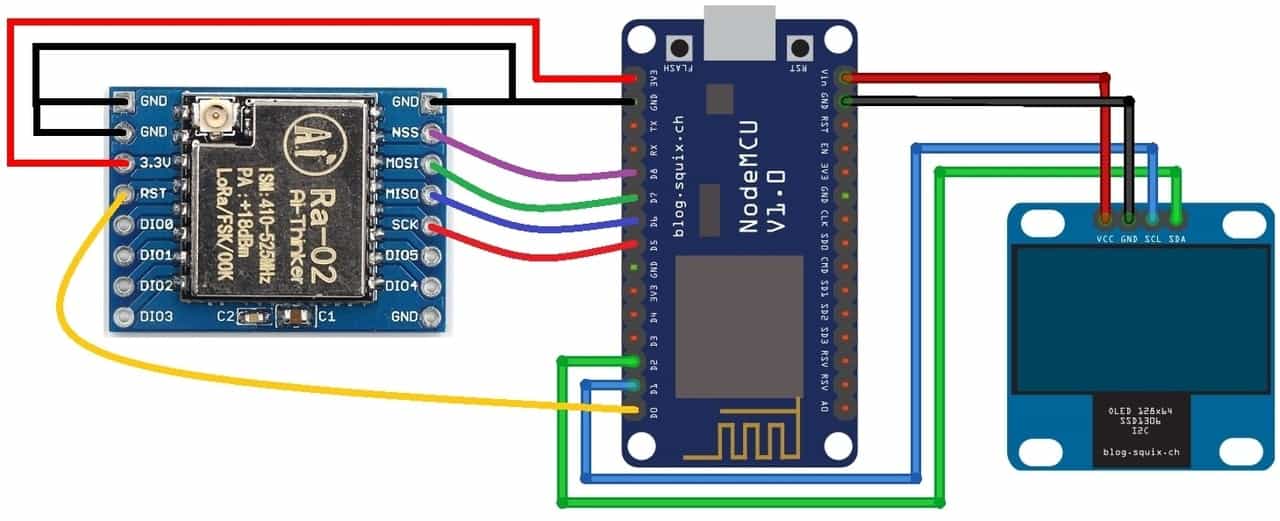 GND
GND
3.3V
RST
DIO0
DIO1
DIO2
DIO3
GND
NSS
MOSI
MISO
SCK
DIO5
DIO4
GND
C2
C1
Ai
Ra-02
Ai-Thinker
ISM:410-525MHz
PA:+18dBm
LoRa/FSK/OOK
FLASH
RST
3V3
GND
TX
RX
D8
D7
D6
D5
GND
3V3
D4
D3
D2
D1
D0
blog.squix.ch
NodeMCU
V1.0
Vin
GND
RST
EN
3V3
GND
CLK
SD0
CMD
SD1
SD2
SD3
RSV
RSV
A0
VCC GND SCL SDA
OLED 128x64
SSD1306
I2C
blog.squix.ch